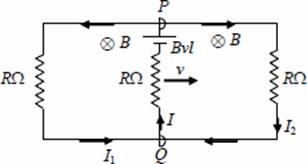 P
⊗ B Bvl ⊗ B
RΩ RΩ v RΩ
I I₂
I₁ Q